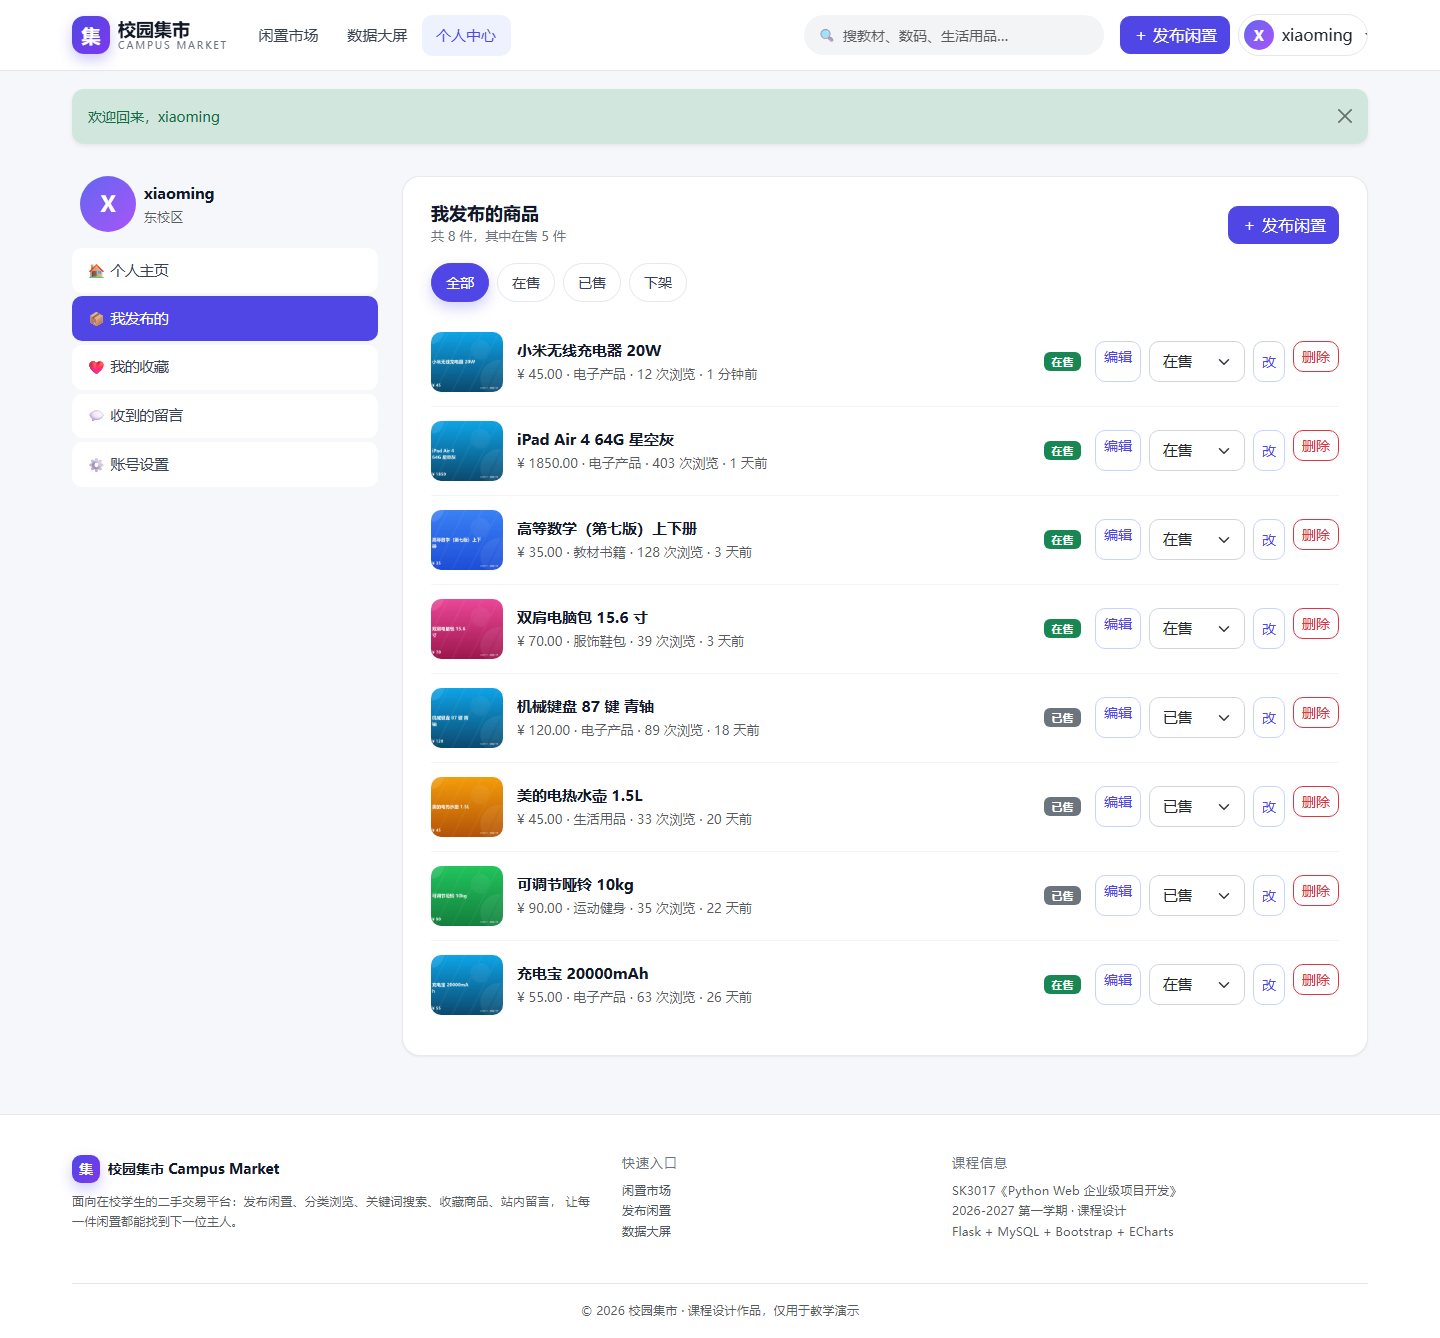 集 校园集市
CAMPUS MARKET
闲置市场 数据大屏 个人中心
搜教材、数码、生活用品...
+ 发布闲置
X xiaoming
欢迎回来，xiaoming
X xiaoming
东校区
个人主页
我发布的
我的收藏
收到的留言
账号设置
我发布的商品
共 8 件，其中在售 5 件
+ 发布闲置
全部 在售 已售 下架
小米无线充电器 20W
¥ 45.00 · 电子产品 · 12 次浏览 · 1 分钟前
在售 编辑 在售 改 删除
iPad Air 4 64G 星空灰
¥ 1850.00 · 电子产品 · 403 次浏览 · 1 天前
在售 编辑 在售 改 删除
高等数学（第七版）上下册
¥ 35.00 · 教材书籍 · 128 次浏览 · 3 天前
在售 编辑 在售 改 删除
双肩电脑包 15.6 寸
¥ 70.00 · 服饰鞋包 · 39 次浏览 · 3 天前
在售 编辑 在售 改 删除
机械键盘 87 键 青轴
¥ 120.00 · 电子产品 · 89 次浏览 · 18 天前
已售 编辑 已售 改 删除
美的电热水壶 1.5L
¥ 45.00 · 生活用品 · 33 次浏览 · 20 天前
已售 编辑 已售 改 删除
可调节哑铃 10kg
¥ 90.00 · 运动健身 · 35 次浏览 · 22 天前
已售 编辑 已售 改 删除
充电宝 20000mAh
¥ 55.00 · 电子产品 · 63 次浏览 · 26 天前
在售 编辑 在售 改 删除
集 校园集市 Campus Market
面向在校学生的二手交易平台：发布闲置、分类浏览、关键词搜索、收藏商品、站内留言， 让每
一件闲置都能找到下一位主人。
快速入口
闲置市场
发布闲置
数据大屏
课程信息
SK3017《Python Web 企业级项目开发》
2026-2027 第一学期 · 课程设计
Flask + MySQL + Bootstrap + ECharts
© 2026 校园集市 · 课程设计作品，仅用于教学演示